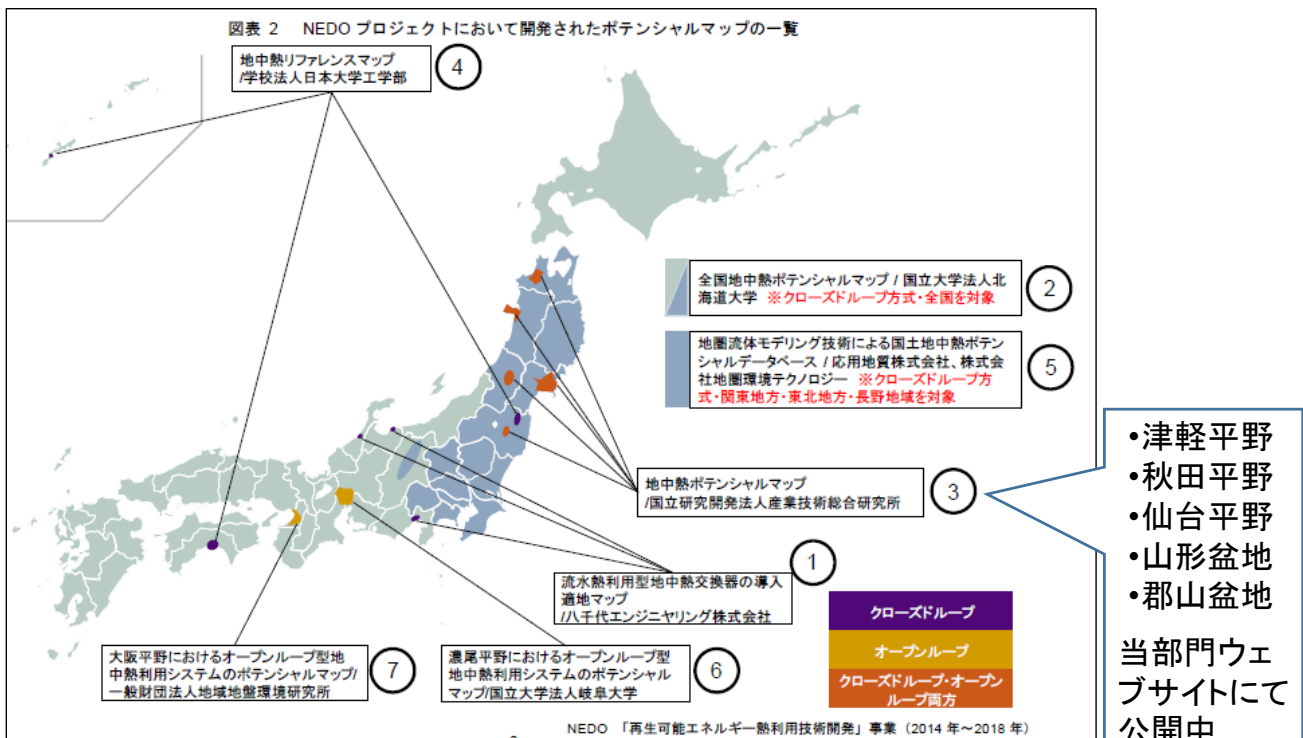 図表 2 NEDO プロジェクトにおいて開発されたポテンシャルマップの一覧
地中熱リファレンスマップ
/学校法人日本大学工学部
4
全国地中熱ポテンシャルマップ / 国立大学法人北
海道大学 ※クローズドループ方式・全国を対象
2
地圏流体モデリング技術による国土地中熱ポテン
シャルデータベース / 応用地質株式会社、株式会
社地圏環境テクノロジー ※クローズドループ方
式・関東地方・東北地方・長野地域を対象
5
地中熱ポテンシャルマップ
/国立研究開発法人産業技術総合研究所
3
•津軽平野
•秋田平野
•仙台平野
•山形盆地
•郡山盆地
当部門ウェ
ブサイトにて
公開中
流水熱利用型地中熱交換器の導入
適地マップ
/八千代エンジニヤリング株式会社
1
クローズドループ
オープンループ
クローズドループ・オープン
ループ両方
大阪平野におけるオープンループ型地
中熱利用システムのポテンシャルマップ/
一般財団法人地域地盤環境研究所
7
濃尾平野におけるオープンループ型
地中熱利用システムのポテンシャル
マップ/国立大学法人岐阜大学
6
NEDO 「再生可能エネルギー熱利用技術開発」事業（2014 年～2018 年）